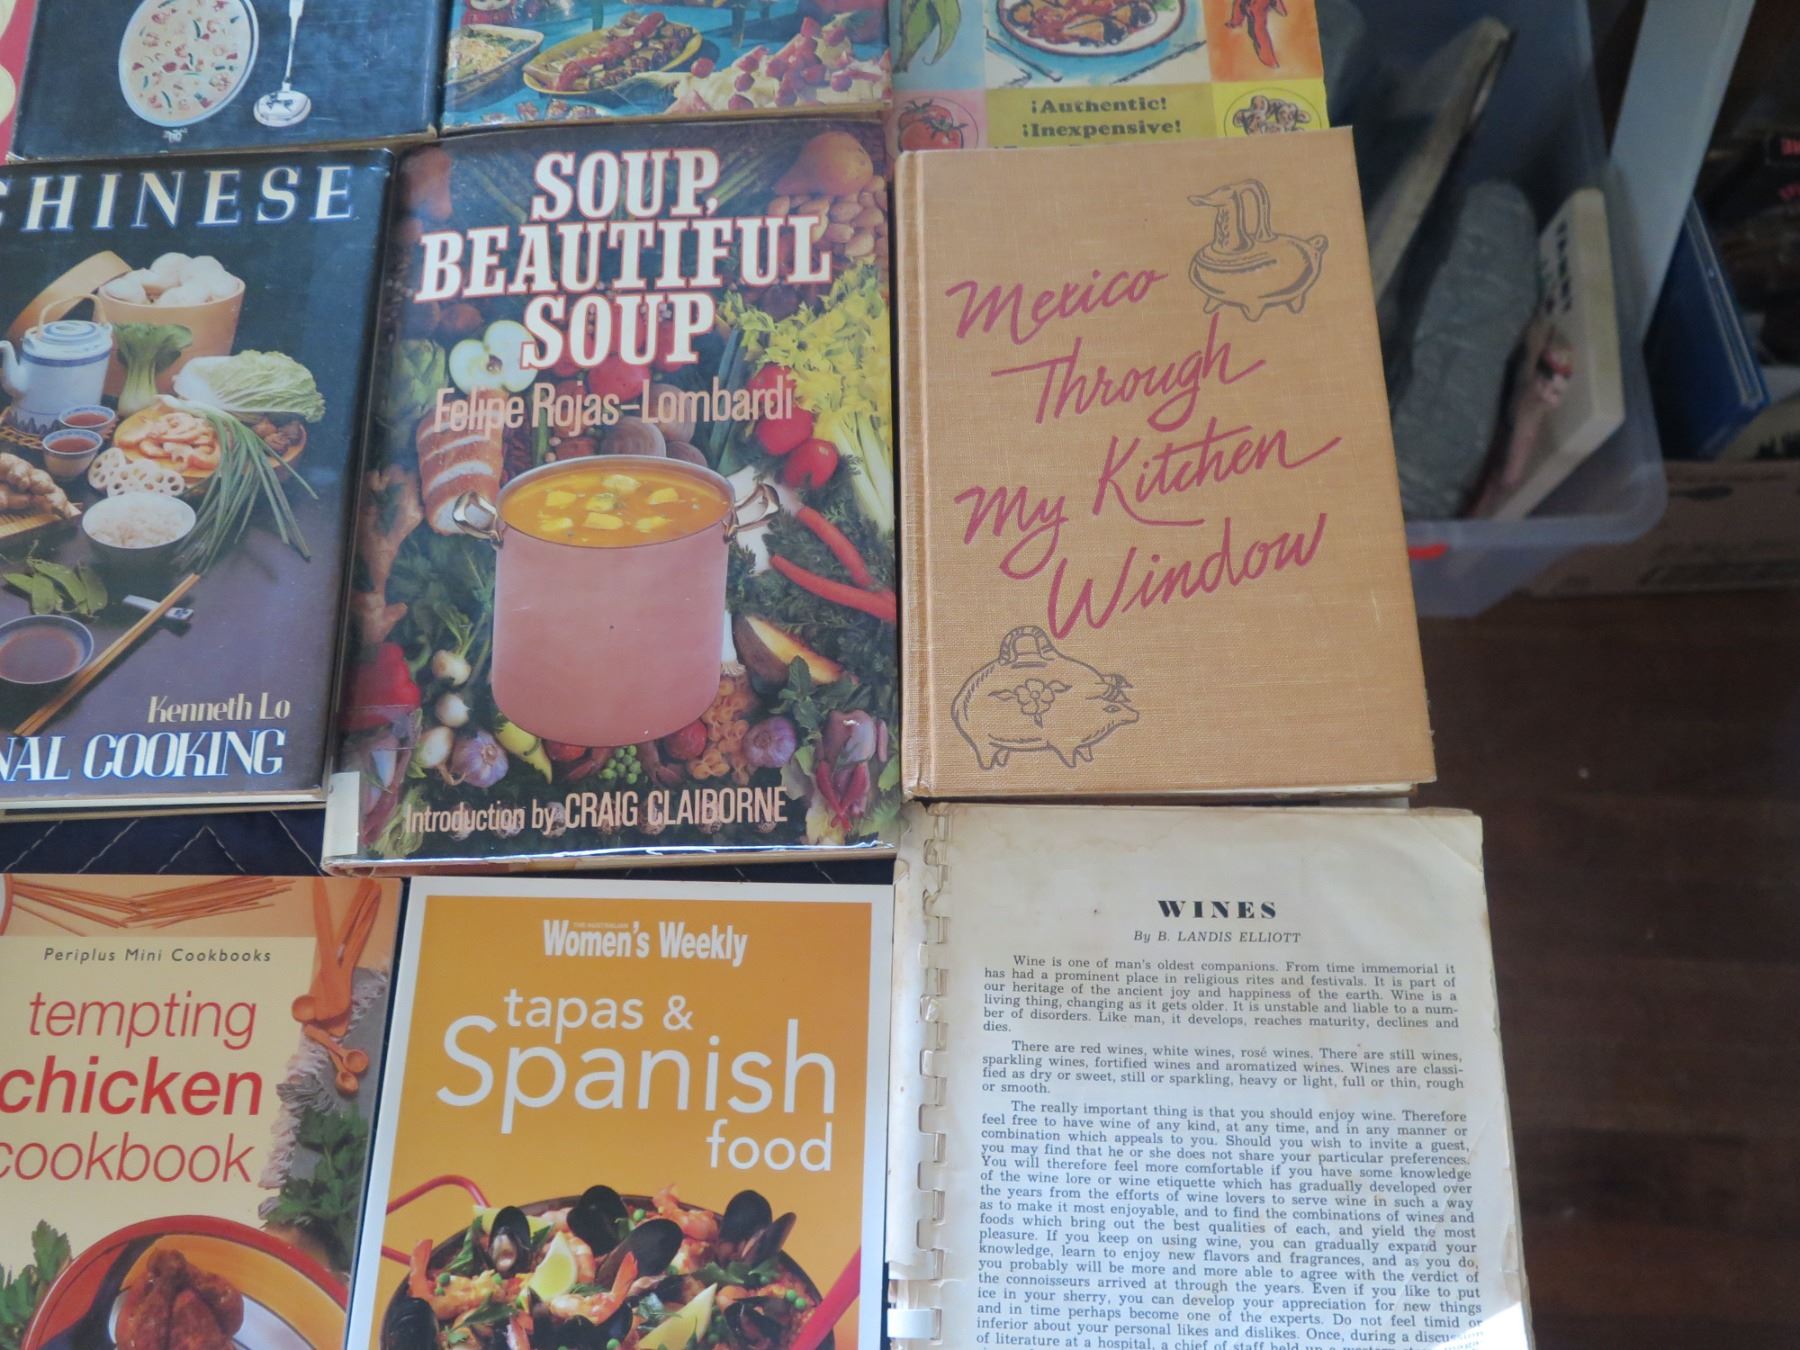 ¡Authentic!
¡Inexpensive!
CHINESE
Kenneth Lo
NAL COOKING
SOUP,
BEAUTIFUL
SOUP
Felipe Rojas-Lombardi
Introduction by CRAIG CLAIBORNE
Mexico
Through
My Kitchen
Window
Periplus Mini Cookbooks
tempting
chicken
cookbook
THE AUSTRALIAN
Women's Weekly
tapas &
Spanish
food
WINES
By B. LANDIS ELLIOTT
Wine is one of man's oldest companions. From time immemorial it
has had a prominent place in religious rites and festivals. It is part of
our heritage of the ancient joy and happiness of the earth. Wine is a
living thing, changing as it gets older. It is unstable and liable to a num-
ber of disorders. Like man, it develops, reaches maturity, declines and
dies.
There are red wines, white wines, rosé wines. There are still wines,
sparkling wines, fortified wines and aromatized wines. Wines are classi-
fied as dry or sweet, still or sparkling, heavy or light, full or thin, rough
or smooth.
The really important thing is that you should enjoy wine. Therefore
feel free to have wine of any kind, at any time, and in any manner or
combination which appeals to you. Should you wish to invite a guest,
you may find that he or she does not share your particular preferences.
You will therefore feel more comfortable if you have some knowledge
of the wine lore or wine etiquette which has gradually developed over
the years from the efforts of wine lovers to serve wine in such a way
as to make it most enjoyable, and to find the combinations of wines and
foods which bring out the best qualities of each, and yield the most
pleasure. If you keep on using wine, you can gradually expand your
knowledge, learn to enjoy new flavors and fragrances, and as you do,
you probably will be more and more able to agree with the verdict of
the connoisseurs arrived at through the years. Even if you like to put
ice in your sherry, you can develop your appreciation for new things
and in time perhaps become one of the experts. Do not feel timid or
inferior about your personal likes and dislikes. Once, during a discussion
of literature at a hospital, a chief of staff held up a